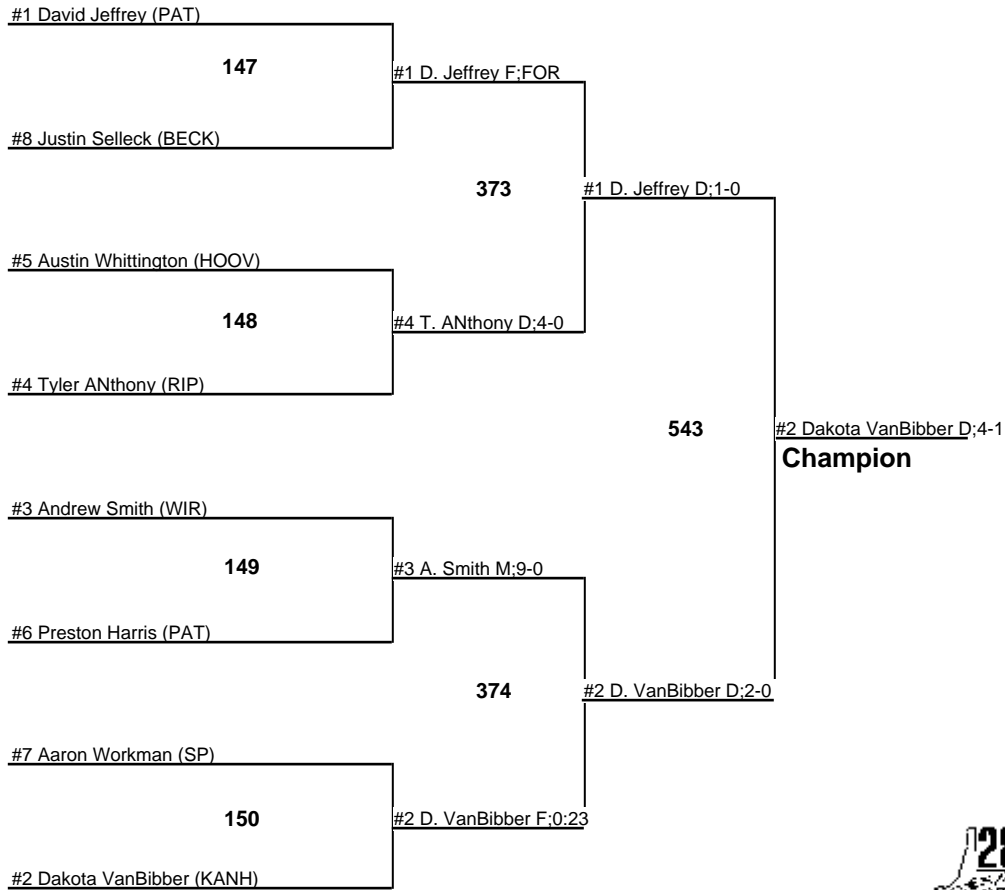 #1 David Jeffrey (PAT)
147
#1 D. Jeffrey F;FOR
#8 Justin Selleck (BECK)
373
#1 D. Jeffrey D;1-0
#5 Austin Whittington (HOOV)
148
#4 T. ANthony D;4-0
#4 Tyler ANthony (RIP)
543
#2 Dakota VanBibber D;4-1
Champion
#3 Andrew Smith (WIR)
149
#3 A. Smith M;9-0
#6 Preston Harris (PAT)
374
#2 D. VanBibber D;2-0
#7 Aaron Workman (SP)
150
#2 D. VanBibber F;0:23
#2 Dakota VanBibber (KANH)